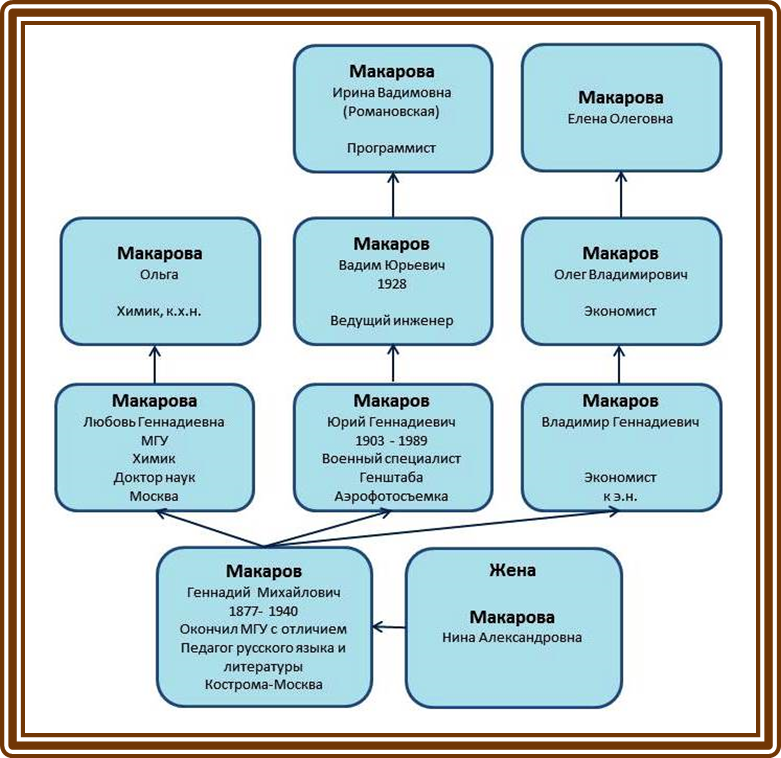 Макарова
Ирина Вадимовна
(Романовская)
Программист
Макарова
Елена Олеговна
Макарова
Ольга
Химик, к.х.н.
Макаров
Вадим Юрьевич
1928
Ведущий инженер
Макаров
Олег Владимирович
Экономист
Макарова
Любовь Геннадиевна
МГУ
Химик
Доктор наук
Москва
Макаров
Юрий Геннадиевич
1903 - 1989
Военный специалист
Генштаба
Аэрофотосъемка
Макаров
Владимир Геннадиевич
Экономист
к э.н.
Макаров
Геннадий Михайлович
1877- 1940
Окончил МГУ с отличием
Педагог русского языка и
литературы
Кострома-Москва
Жена
Макарова
Нина Александровна